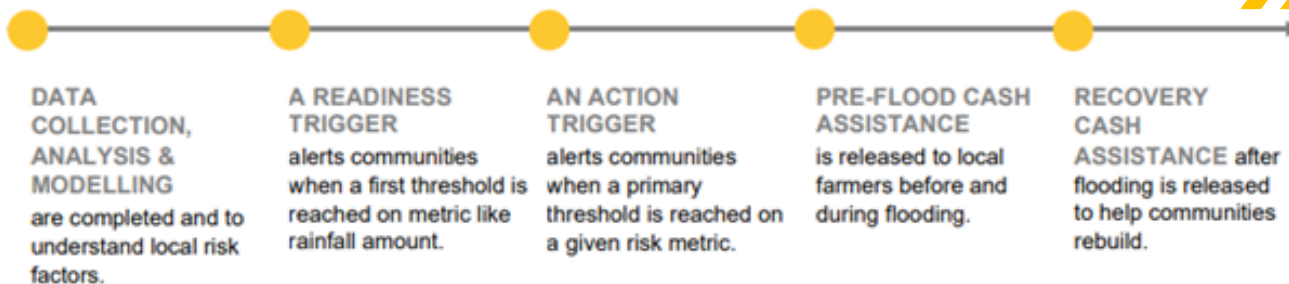 DATA
COLLECTION,
ANALYSIS &
MODELLING
are completed and to
understand local risk
factors.
A READINESS
TRIGGER
alerts communities
when a first threshold is
reached on metric like
rainfall amount.
AN ACTION
TRIGGER
alerts communities
when a primary
threshold is reached on
a given risk metric.
PRE-FLOOD CASH
ASSISTANCE
is released to local
farmers before and
during flooding.
RECOVERY
CASH
ASSISTANCE after
flooding is released
to help communities
rebuild.